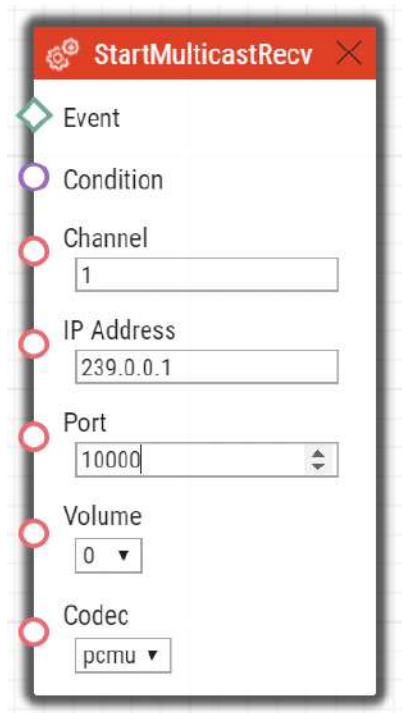 StartMulticastRecv
Event
Condition
Channel
1
IP Address
239.0.0.1
Port
10000
Volume
0
Codec
pcmu